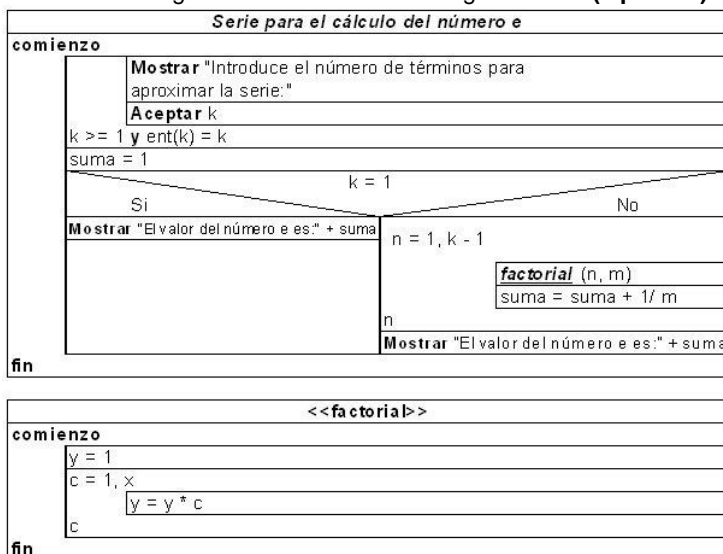 Serie para el cálculo del número e
comienzo
Mostrar "Introduce el número de términos para
aproximar la serie:"
Aceptar k
k >= 1 y ent(k) = k
suma = 1
k = 1
Si
No
Mostrar "El valor del número e es:" + suma
n = 1, k - 1
factorial (n, m)
suma = suma + 1/ m
n
Mostrar "El valor del número e es:" + suma
fin
<<factorial>>
comienzo
y = 1
c = 1, x
y = y * c
c
fin